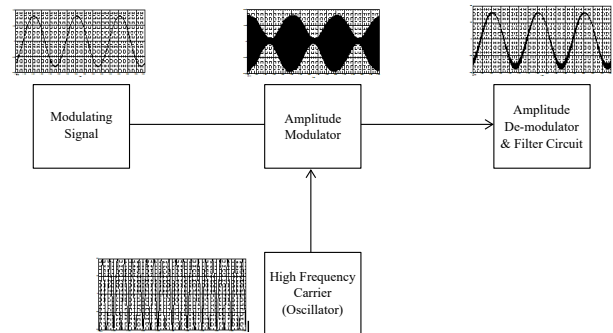 Modulating
Signal
Amplitude
Modulator
Amplitude
De-modulator
& Filter Circuit
High Frequency
Carrier
(Oscillator)